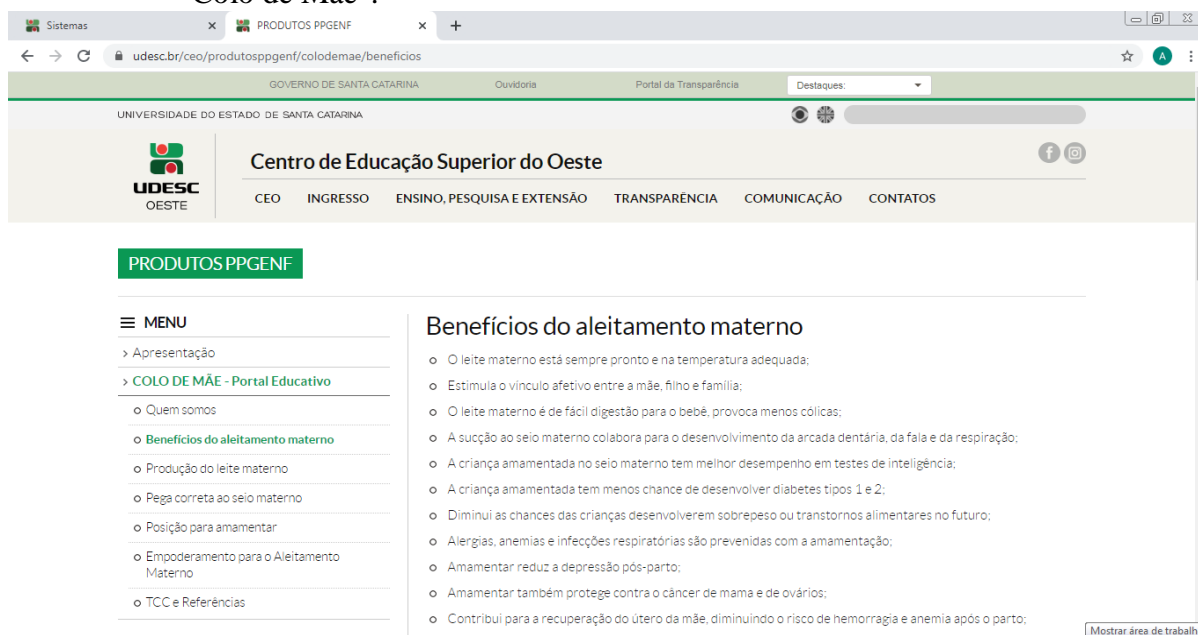 "Colo de Mãe".
Sistemas
PRODUTOS PPGENF
udesc.br/ceo/produtosppgenf/colodemae/beneficios
A
GOVERNO DE SANTA CATARINA Ouvidoria Portal da Transparência Destaques:
UNIVERSIDADE DO ESTADO DE SANTA CATARINA
UDESC
OESTE
Centro de Educação Superior do Oeste
CEO INGRESSO ENSINO, PESQUISA E EXTENSÃO TRANSPARÊNCIA COMUNICAÇÃO CONTATOS
PRODUTOS PPGENF
MENU
Apresentação
COLO DE MÃE - Portal Educativo
Quem somos
Benefícios do aleitamento materno
Produção do leite materno
Pega correta ao seio materno
Posição para amamentar
Empoderamento para o Aleitamento
Materno
TCC e Referências
Benefícios do aleitamento materno
O leite materno está sempre pronto e na temperatura adequada;
Estimula o vínculo afetivo entre a mãe, filho e família;
O leite materno é de fácil digestão para o bebê, provoca menos cólicas;
A sucção ao seio materno colabora para o desenvolvimento da arcada dentária, da fala e da respiração;
A criança amamentada no seio materno tem melhor desempenho em testes de inteligência;
A criança amamentada tem menos chance de desenvolver diabetes tipos 1 e 2;
Diminui as chances das crianças desenvolverem sobrepeso ou transtornos alimentares no futuro;
Alergias, anemias e infecções respiratórias são prevenidas com a amamentação;
Amamentar reduz a depressão pós-parto;
Amamentar também protege contra o câncer de mama e de ovários;
Contribui para a recuperação do útero da mãe, diminuindo o risco de hemorragia e anemia após o parto;
Mostrar área de trabalh